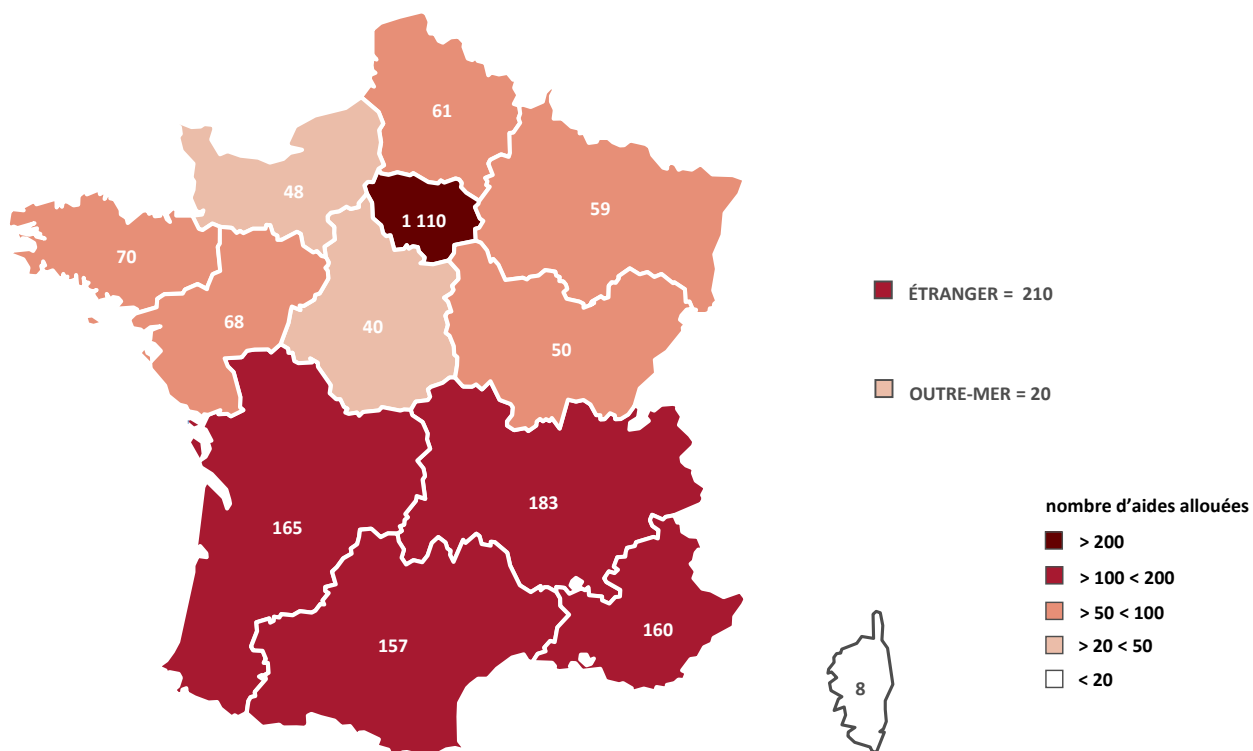 61
48
1 110
59
70
68
40
50
ÉTRANGER = 210
OUTRE-MER = 20
165
183
157
160
8
nombre d’aides allouées
> 200
> 100 < 200
> 50 < 100
> 20 < 50
< 20